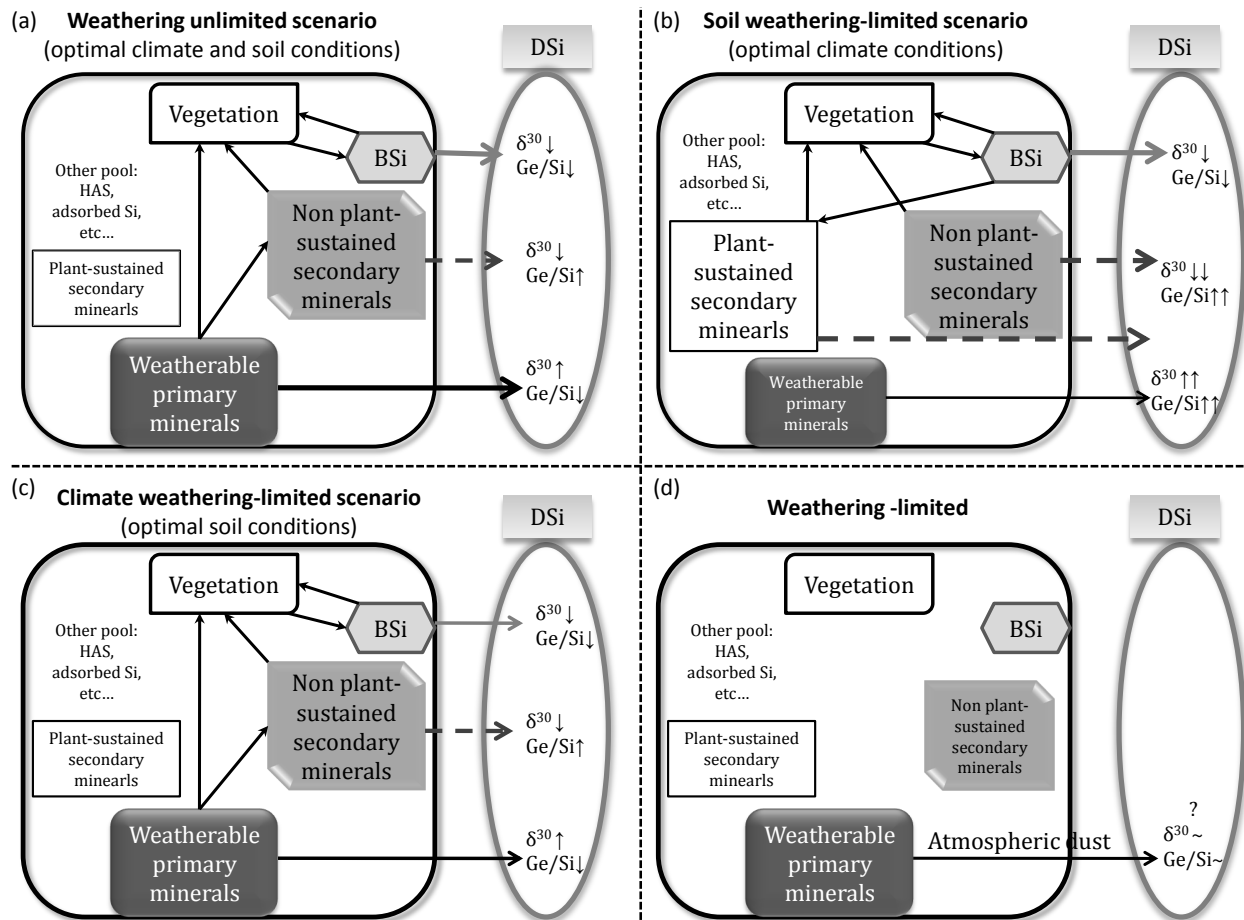 (a)
Weathering unlimited scenario
(optimal climate and soil conditions)
DSi
Vegetation
BSi
Other pool:
HAS,
adsorbed Si,
etc…
Non plant-
sustained
secondary
minerals
Plant-sustained
secondary
minearls
Weatherable
primary
minerals
δ³⁰↓
Ge/Si↓
δ³⁰↓
Ge/Si↑
δ³⁰↑
Ge/Si↓
(b)
Soil weathering-limited scenario
(optimal climate conditions)
DSi
Vegetation
BSi
Other pool:
HAS,
adsorbed Si,
etc…
Plant-
sustained
secondary
minearls
Non plant-
sustained
secondary
minerals
Weatherable
primary
minerals
δ³⁰↓
Ge/Si↓
δ³⁰↓↓
Ge/Si↑↑
δ³⁰↑↑
Ge/Si↑↑
(c)
Climate weathering-limited scenario
(optimal soil conditions)
DSi
Vegetation
BSi
Other pool:
HAS,
adsorbed Si,
etc…
Non plant-
sustained
secondary
minerals
Plant-sustained
secondary
minearls
Weatherable
primary
minerals
δ³⁰↓
Ge/Si↓
δ³⁰↓
Ge/Si↑
δ³⁰↑
Ge/Si↓
(d)
Weathering -limited
DSi
Vegetation
BSi
Other pool:
HAS,
adsorbed Si,
etc…
Non plant-
sustained
secondary
minerals
Plant-sustained
secondary
minearls
Weatherable
primary
minerals
Atmospheric dust
?
δ³⁰~
Ge/Si~